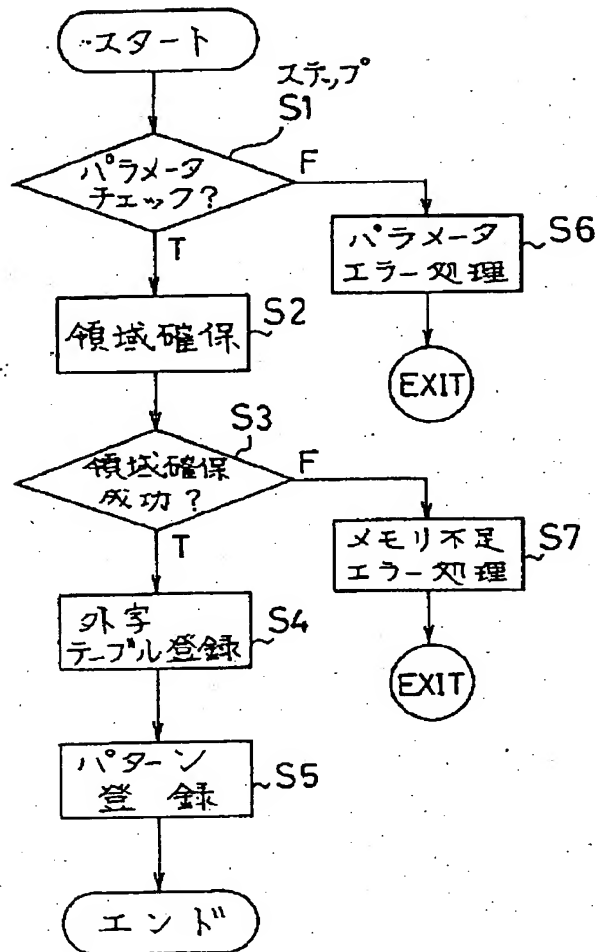 スタート
ステップ
S1
パラメータ
チェック?
F
T
パラメータ
エラー処理
S6
領域確保
S2
EXIT
S3
領域確保
成功?
F
T
メモリ不足
エラー処理
S7
外字
テーブル登録
S4
EXIT
パターン
登録
S5
エンド